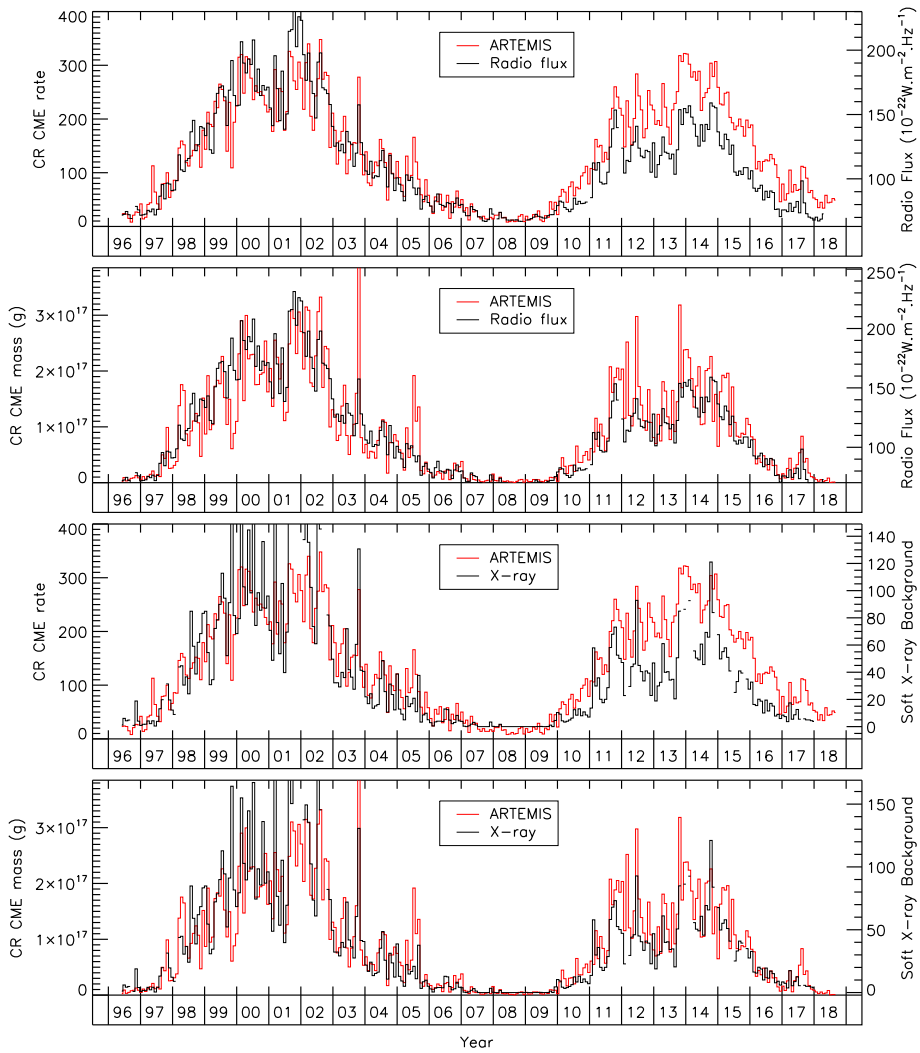 400
300
200
100
0
CR CME rate
ARTEMIS
Radio flux
200
150
100
Radio Flux (10⁻²²W.m⁻².Hz⁻¹)
96 97 98 99 00 01 02 03 04 05 06 07 08 09 10 11 12 13 14 15 16 17 18
3×10¹⁷
2×10¹⁷
1×10¹⁷
0
CR CME mass (g)
ARTEMIS
Radio flux
250
200
150
100
Radio Flux (10⁻²²W.m⁻².Hz⁻¹)
96 97 98 99 00 01 02 03 04 05 06 07 08 09 10 11 12 13 14 15 16 17 18
400
300
200
100
0
CR CME rate
ARTEMIS
X-ray
140
120
100
80
60
40
20
0
Soft X-ray Background
96 97 98 99 00 01 02 03 04 05 06 07 08 09 10 11 12 13 14 15 16 17 18
3×10¹⁷
2×10¹⁷
1×10¹⁷
0
CR CME mass (g)
ARTEMIS
X-ray
150
100
50
0
Soft X-ray Background
96 97 98 99 00 01 02 03 04 05 06 07 08 09 10 11 12 13 14 15 16 17 18
Year